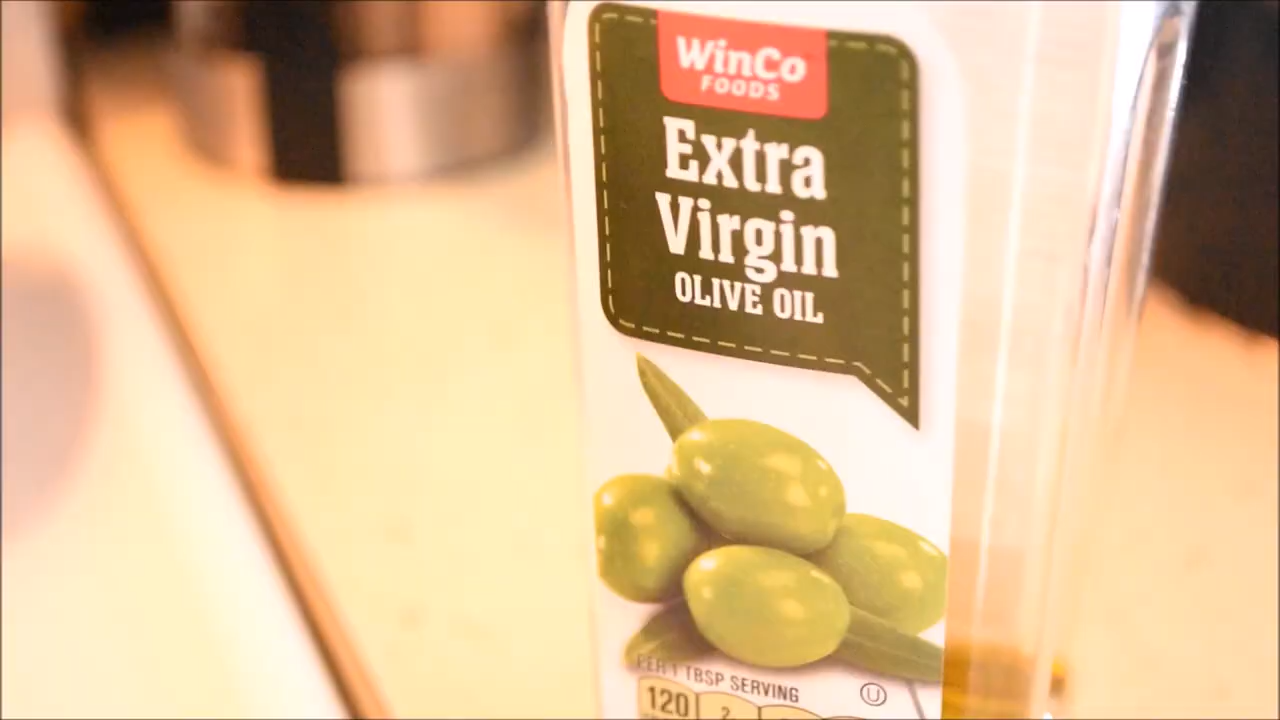 WinCo
FOODS
Extra
Virgin
OLIVE OIL
PER 1 TBSP SERVING
U
120